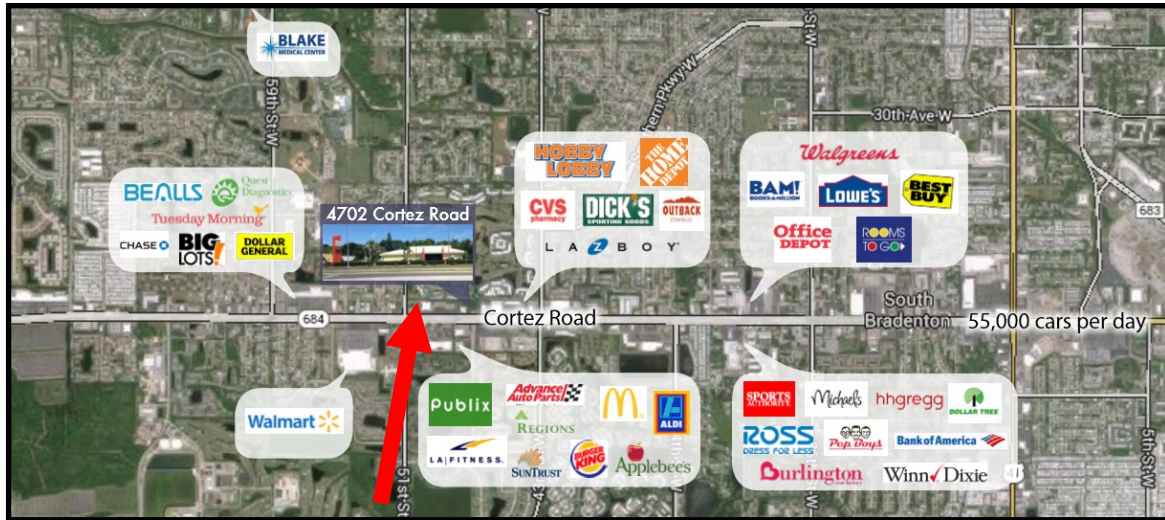 BLAKE
MEDICAL CENTER
59th St W
St W
30th Ave W
BEALLS
Quest
Diagnostics
Tuesday Morning
CHASE
BIG
LOTS!
DOLLAR
GENERAL
4702 Cortez Road
HOBBY
LOBBY
THE
HOME
DEPOT
CVS
pharmacy
DICK'S
SPORTING GOODS
OUTBACK
LAZBOY
Walgreens
BAM!
BOOKS-A-MILLION
LOWE'S
BEST
BUY
Office
DEPOT
ROOMS
TO GO
683
684
Cortez Road
South
Bradenton
55,000 cars per day
Walmart
51st St
Publix
Advance
Auto Parts
REGIONS
M
ALDI
LA|FITNESS.
SUNTRUST
BURGER
KING
Applebee's
SPORTS
AUTHORITY
Michaels
hhgregg
DOLLAR TREE
ROSS
DRESS FOR LESS
Pep Boys
Bank of America
Burlington
Winn Dixie
41
5th St W